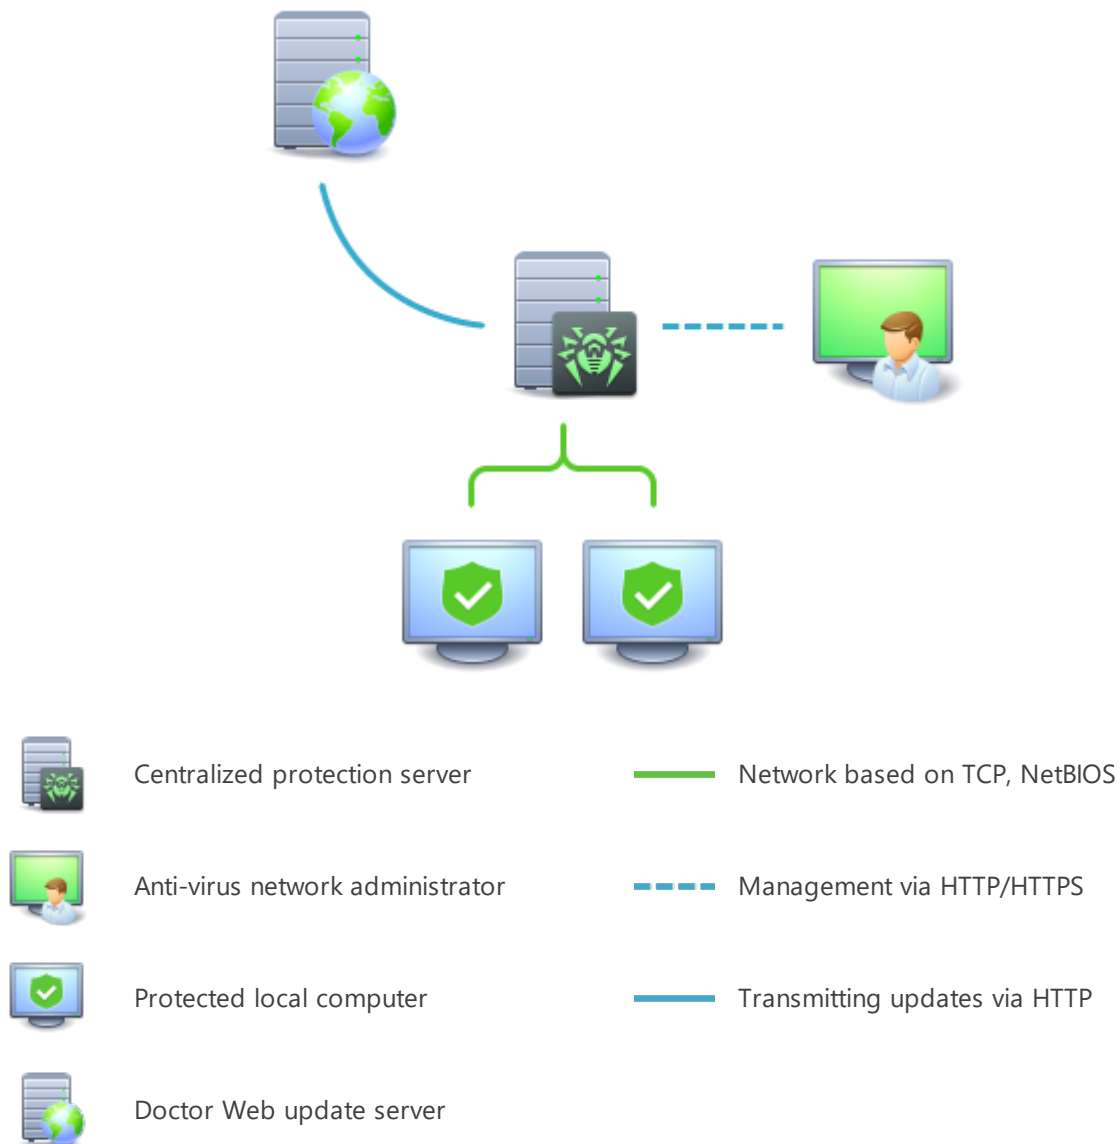 Centralized protection server
Network based on TCP, NetBIOS
Anti-virus network administrator
Management via HTTP/HTTPS
Protected local computer
Transmitting updates via HTTP
Doctor Web update server